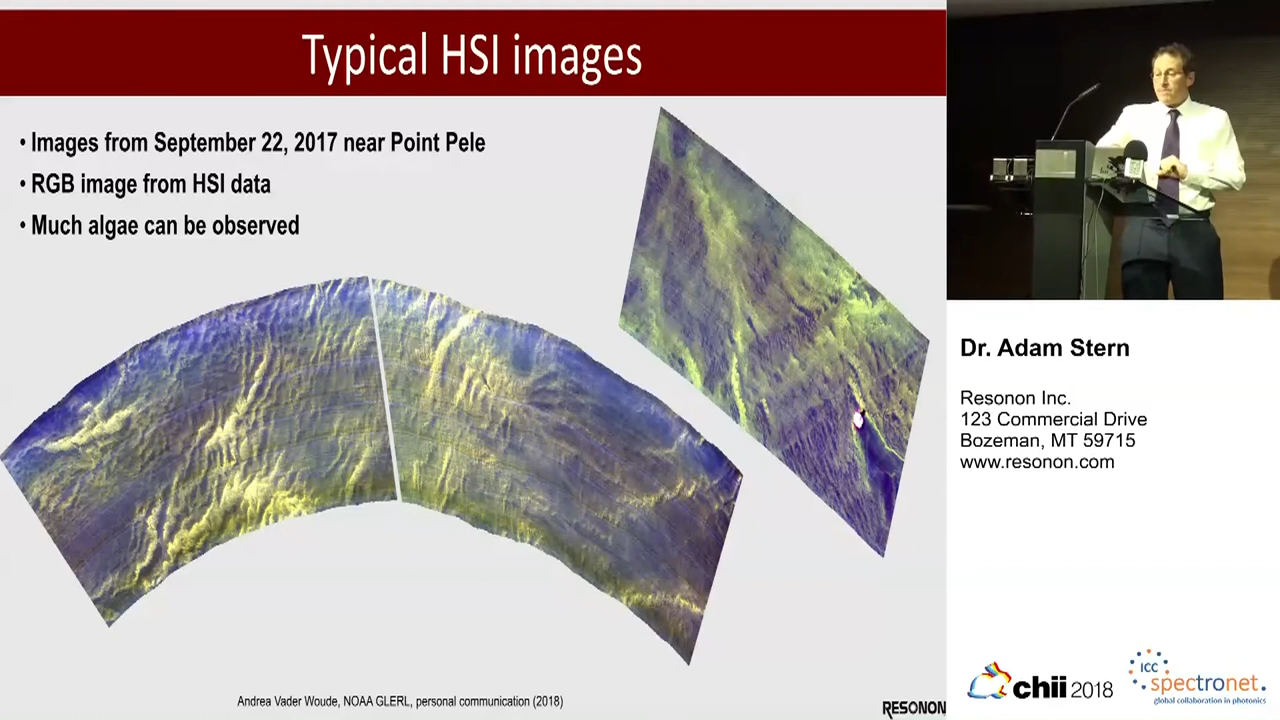 Typical HSI images
• Images from September 22, 2017 near Point Pele
• RGB image from HSI data
• Much algae can be observed
Andrea Vader Woude, NOAA GLERL, personal communication (2018)
RESONON
Dr. Adam Stern
Resonon Inc.
123 Commercial Drive
Bozeman, MT 59715
www.resonon.com
chii 2018
ICC
spectronet
global collaboration in photonics